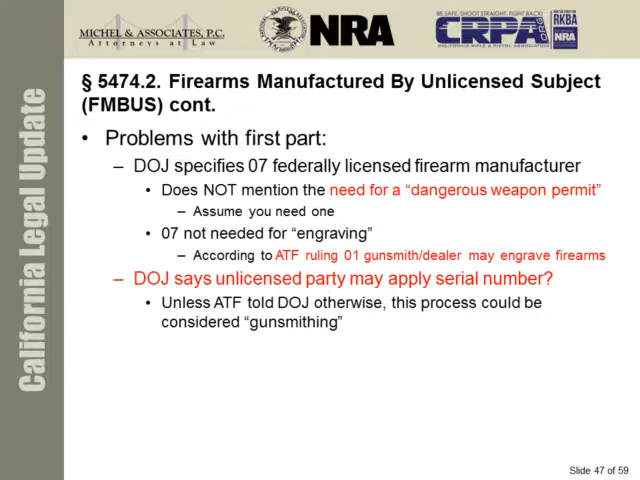 MICHEL & ASSOCIATES, P.C.
Attorneys at Law
NRA
BE SAFE, SHOOT STRAIGHT, FIGHT BACK!
CRPA
.ORG
CALIFORNIA RIFLE & PISTOL ASSOCIATION
RKBA
NRA
California Legal Update
§ 5474.2. Firearms Manufactured By Unlicensed Subject
(FMBUS) cont.
• Problems with first part:
– DOJ specifies 07 federally licensed firearm manufacturer
• Does NOT mention the need for a “dangerous weapon permit”
– Assume you need one
• 07 not needed for “engraving”
– According to ATF ruling 01 gunsmith/dealer may engrave firearms
– DOJ says unlicensed party may apply serial number?
• Unless ATF told DOJ otherwise, this process could be
considered “gunsmithing”
Slide 47 of 59